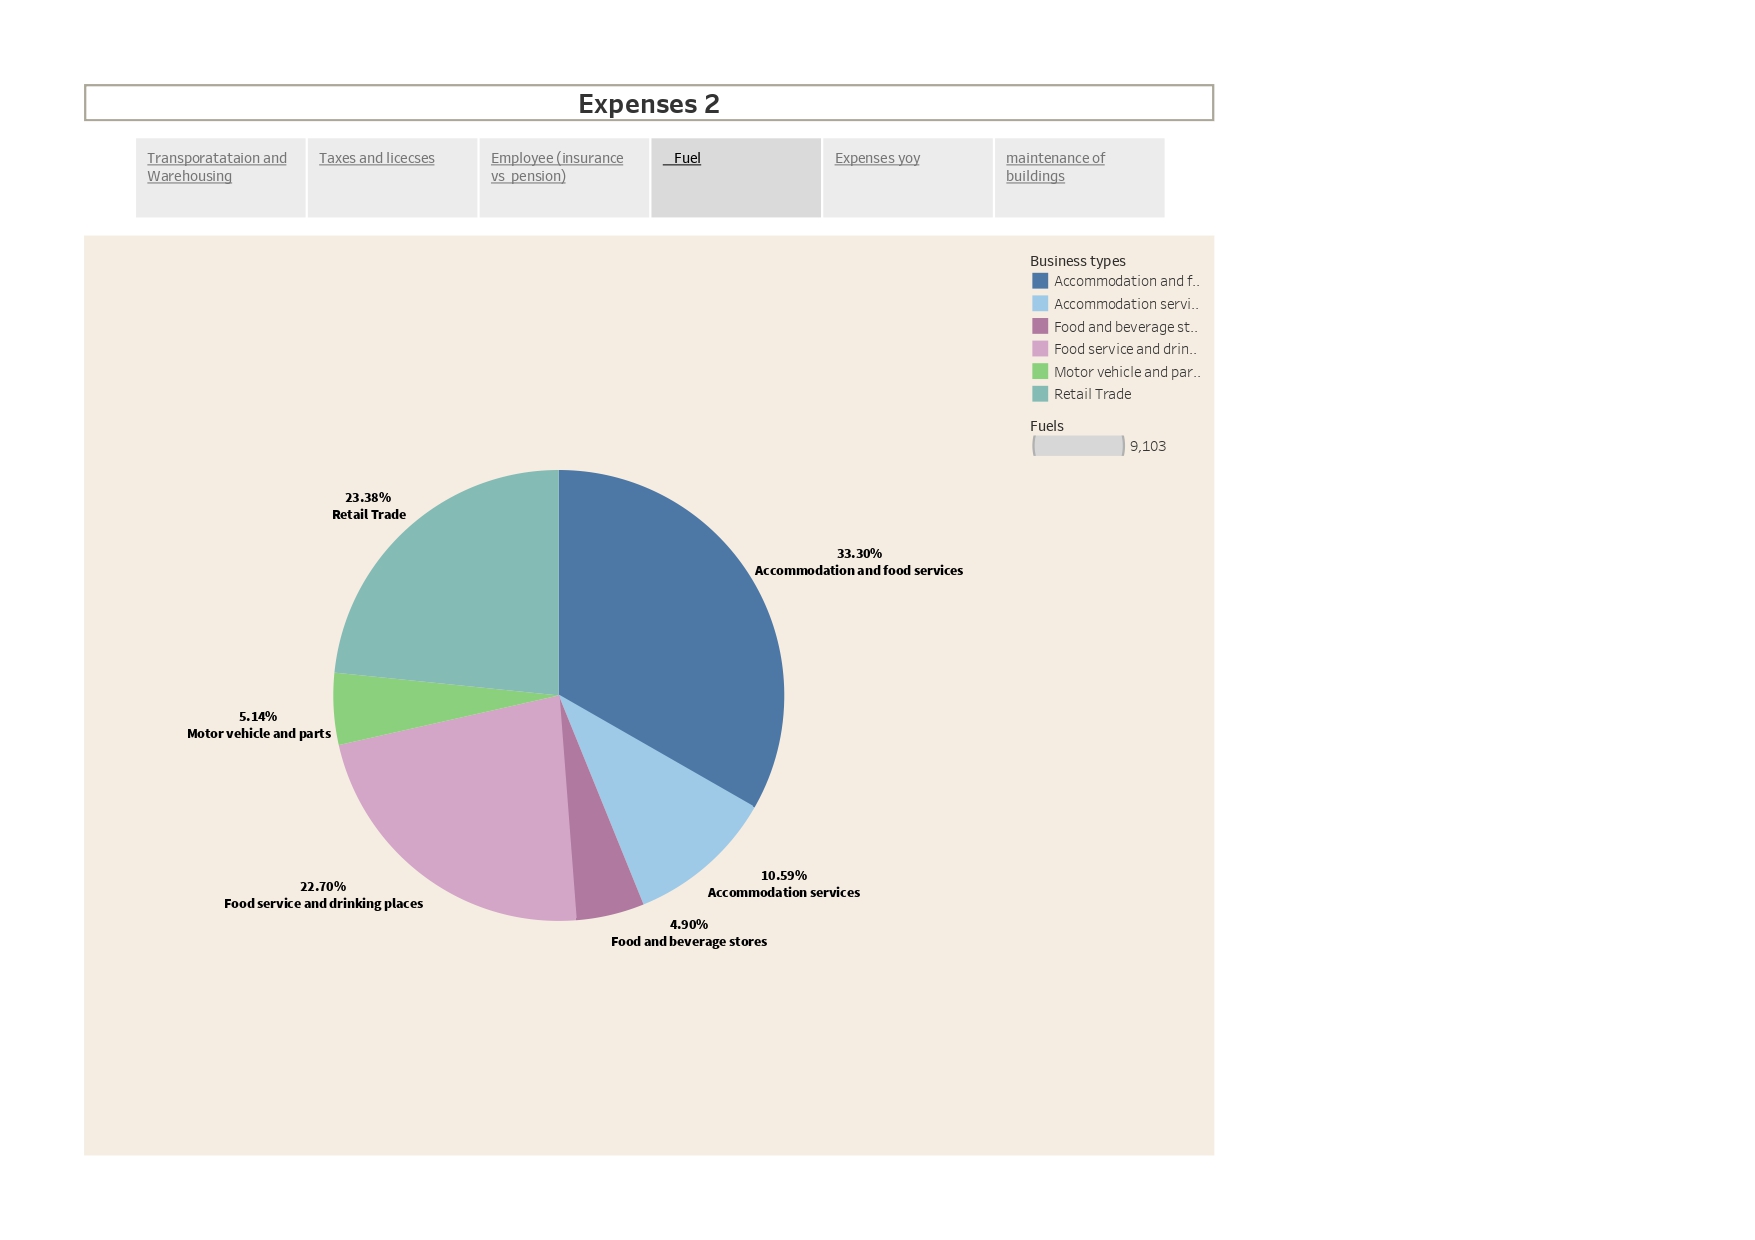 Expenses 2
Transporatataion and
Warehousing
Taxes and licecses
Employee (insurance
vs pension)
Fuel
Expenses yoy
maintenance of
buildings
Business types
Accommodation and f..
Accommodation servi..
Food and beverage st..
Food service and drin..
Motor vehicle and par..
Retail Trade
Fuels
9,103
23.38%
Retail Trade
33.30%
Accommodation and food services
5.14%
Motor vehicle and parts
10.59%
Accommodation services
22.70%
Food service and drinking places
4.90%
Food and beverage stores